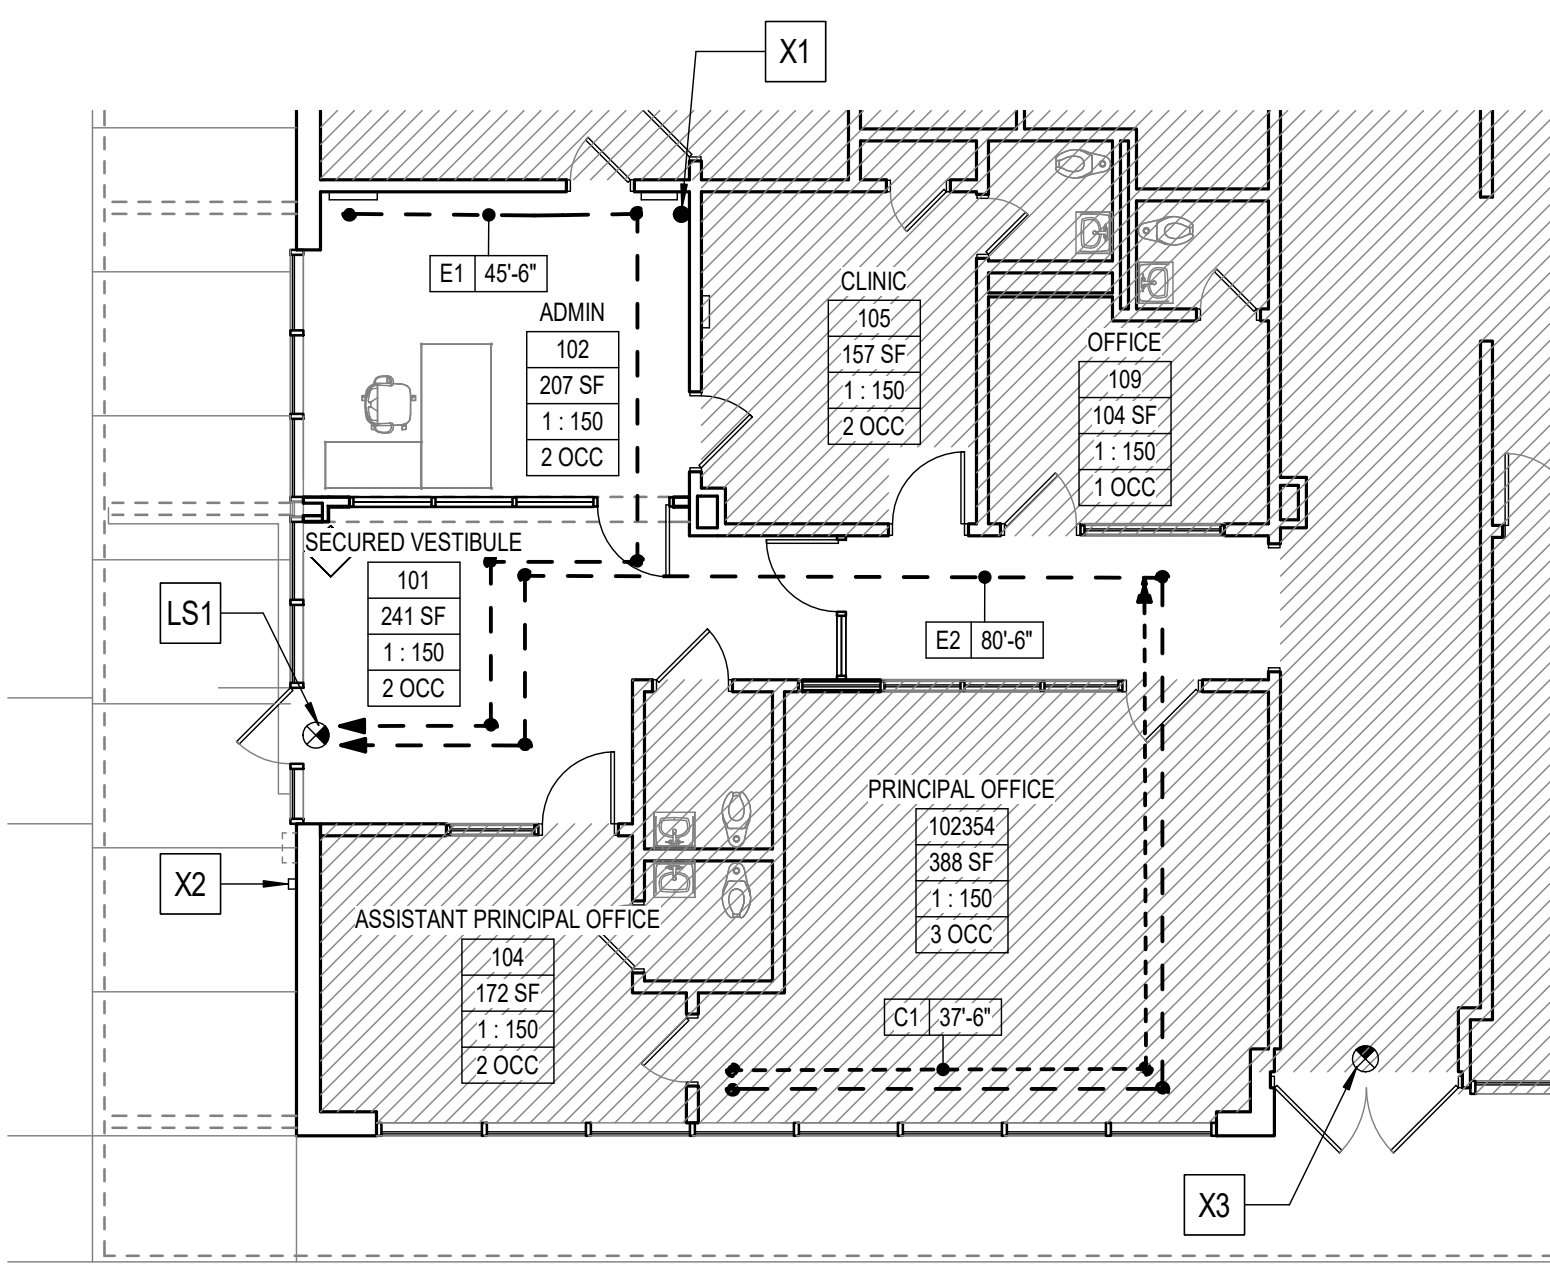 X1
E1 45'-6"
ADMIN
102
207 SF
1 : 150
2 OCC
CLINIC
105
157 SF
1 : 150
2 OCC
OFFICE
109
104 SF
1 : 150
1 OCC
SECURED VESTIBULE
101
241 SF
1 : 150
2 OCC
LS1
E2 80'-6"
X2
PRINCIPAL OFFICE
102354
388 SF
1 : 150
3 OCC
ASSISTANT PRINCIPAL OFFICE
104
172 SF
1 : 150
2 OCC
C1 37'-6"
X3